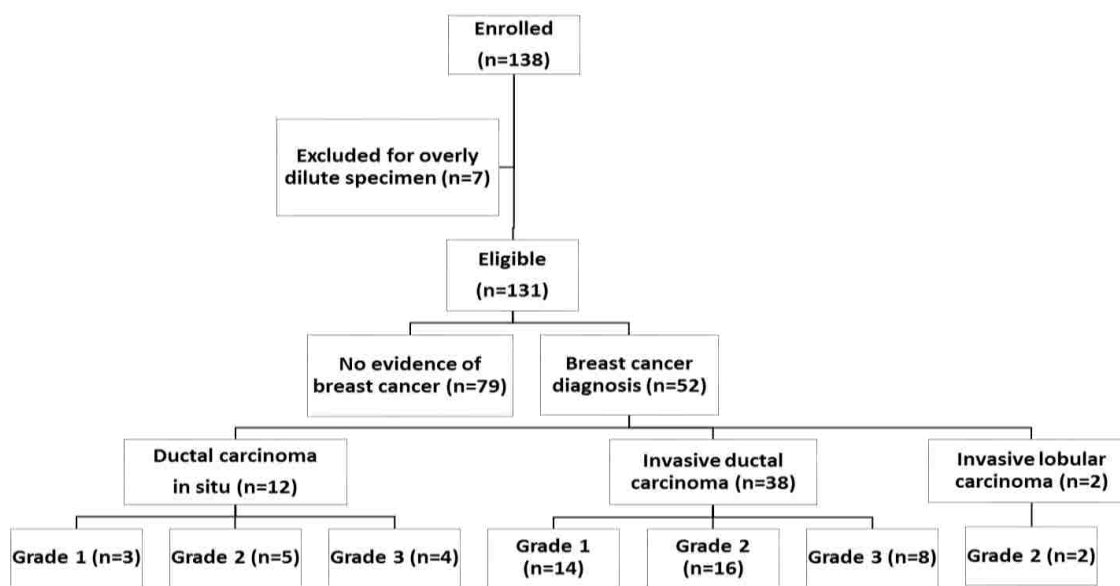 Enrolled
(n=138)
Excluded for overly
dilute specimen (n=7)
Eligible
(n=131)
No evidence of
breast cancer (n=79)
Breast cancer
diagnosis (n=52)
Ductal carcinoma
in situ (n=12)
Invasive ductal
carcinoma (n=38)
Invasive lobular
carcinoma (n=2)
Grade 1 (n=3)
Grade 2 (n=5)
Grade 3 (n=4)
Grade 1
(n=14)
Grade 2
(n=16)
Grade 3 (n=8)
Grade 2 (n=2)